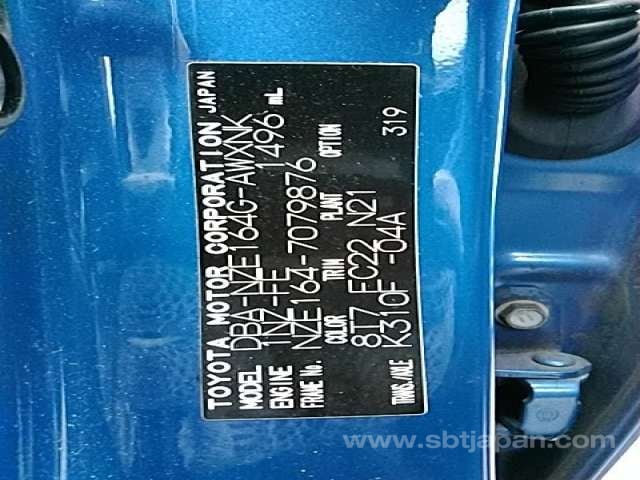 TOYOTA MOTOR CORPORATION JAPAN
MODEL DBA-NZE164G-AWXNK
ENGINE 1NZ-FE 1496 mL
FRAME No. NZE164-7079876
COLOR TRIM PLANT OPTION
8T7 FC22 N21 319
TRANS./AXLE K310F -04A
www.sbtjapan.com